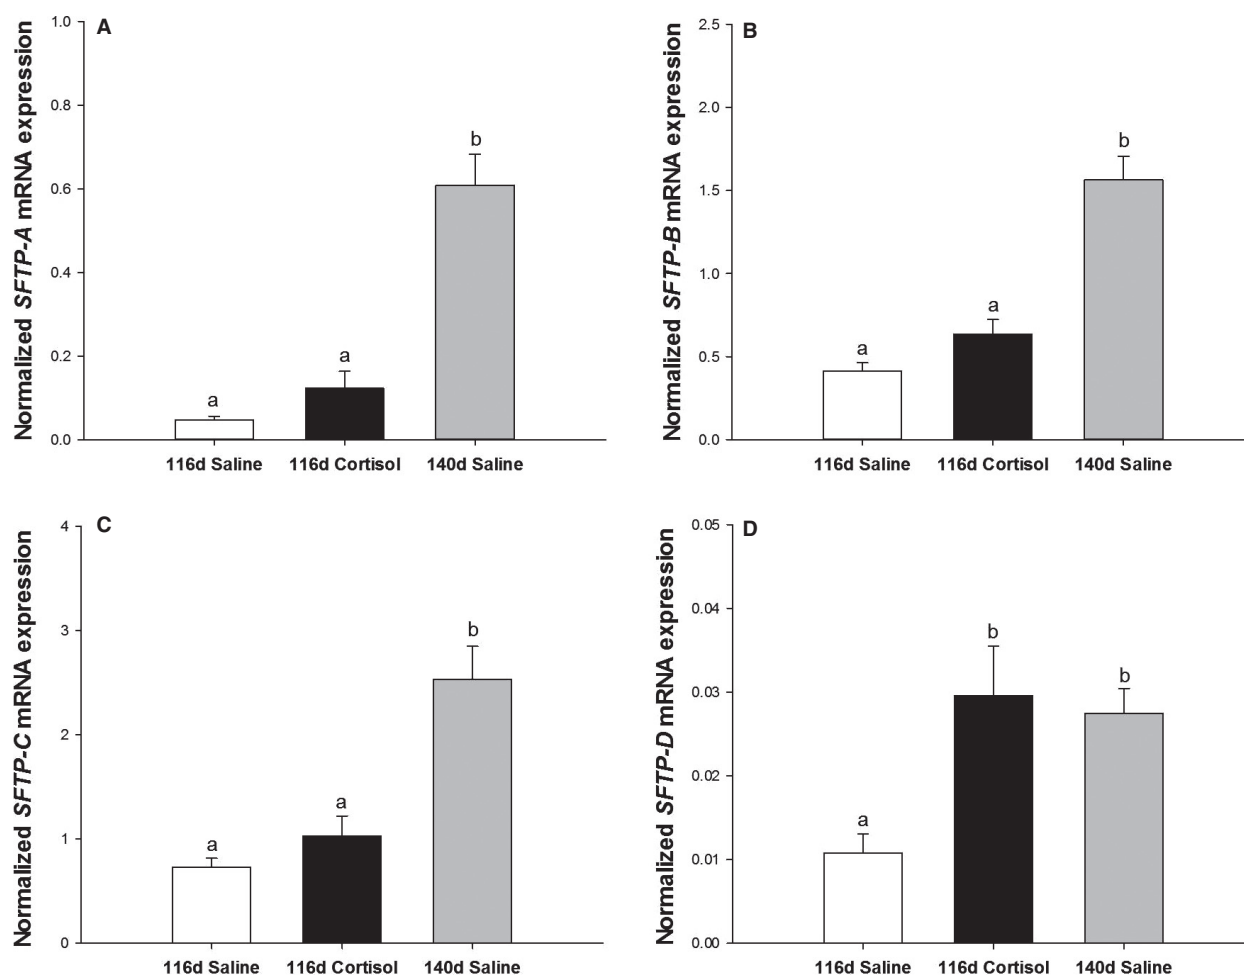 A
Normalized SFTP-A mRNA expression
1.0
0.8
0.6
0.4
0.2
0.0
a
a
b
116d Saline 116d Cortisol 140d Saline
B
Normalized SFTP-B mRNA expression
2.5
2.0
1.5
1.0
0.5
0.0
a
a
b
116d Saline 116d Cortisol 140d Saline
C
Normalized SFTP-C mRNA expression
4
3
2
1
0
a
a
b
116d Saline 116d Cortisol 140d Saline
D
Normalized SFTP-D mRNA expression
0.05
0.04
0.03
0.02
0.01
0.00
a
b
b
116d Saline 116d Cortisol 140d Saline